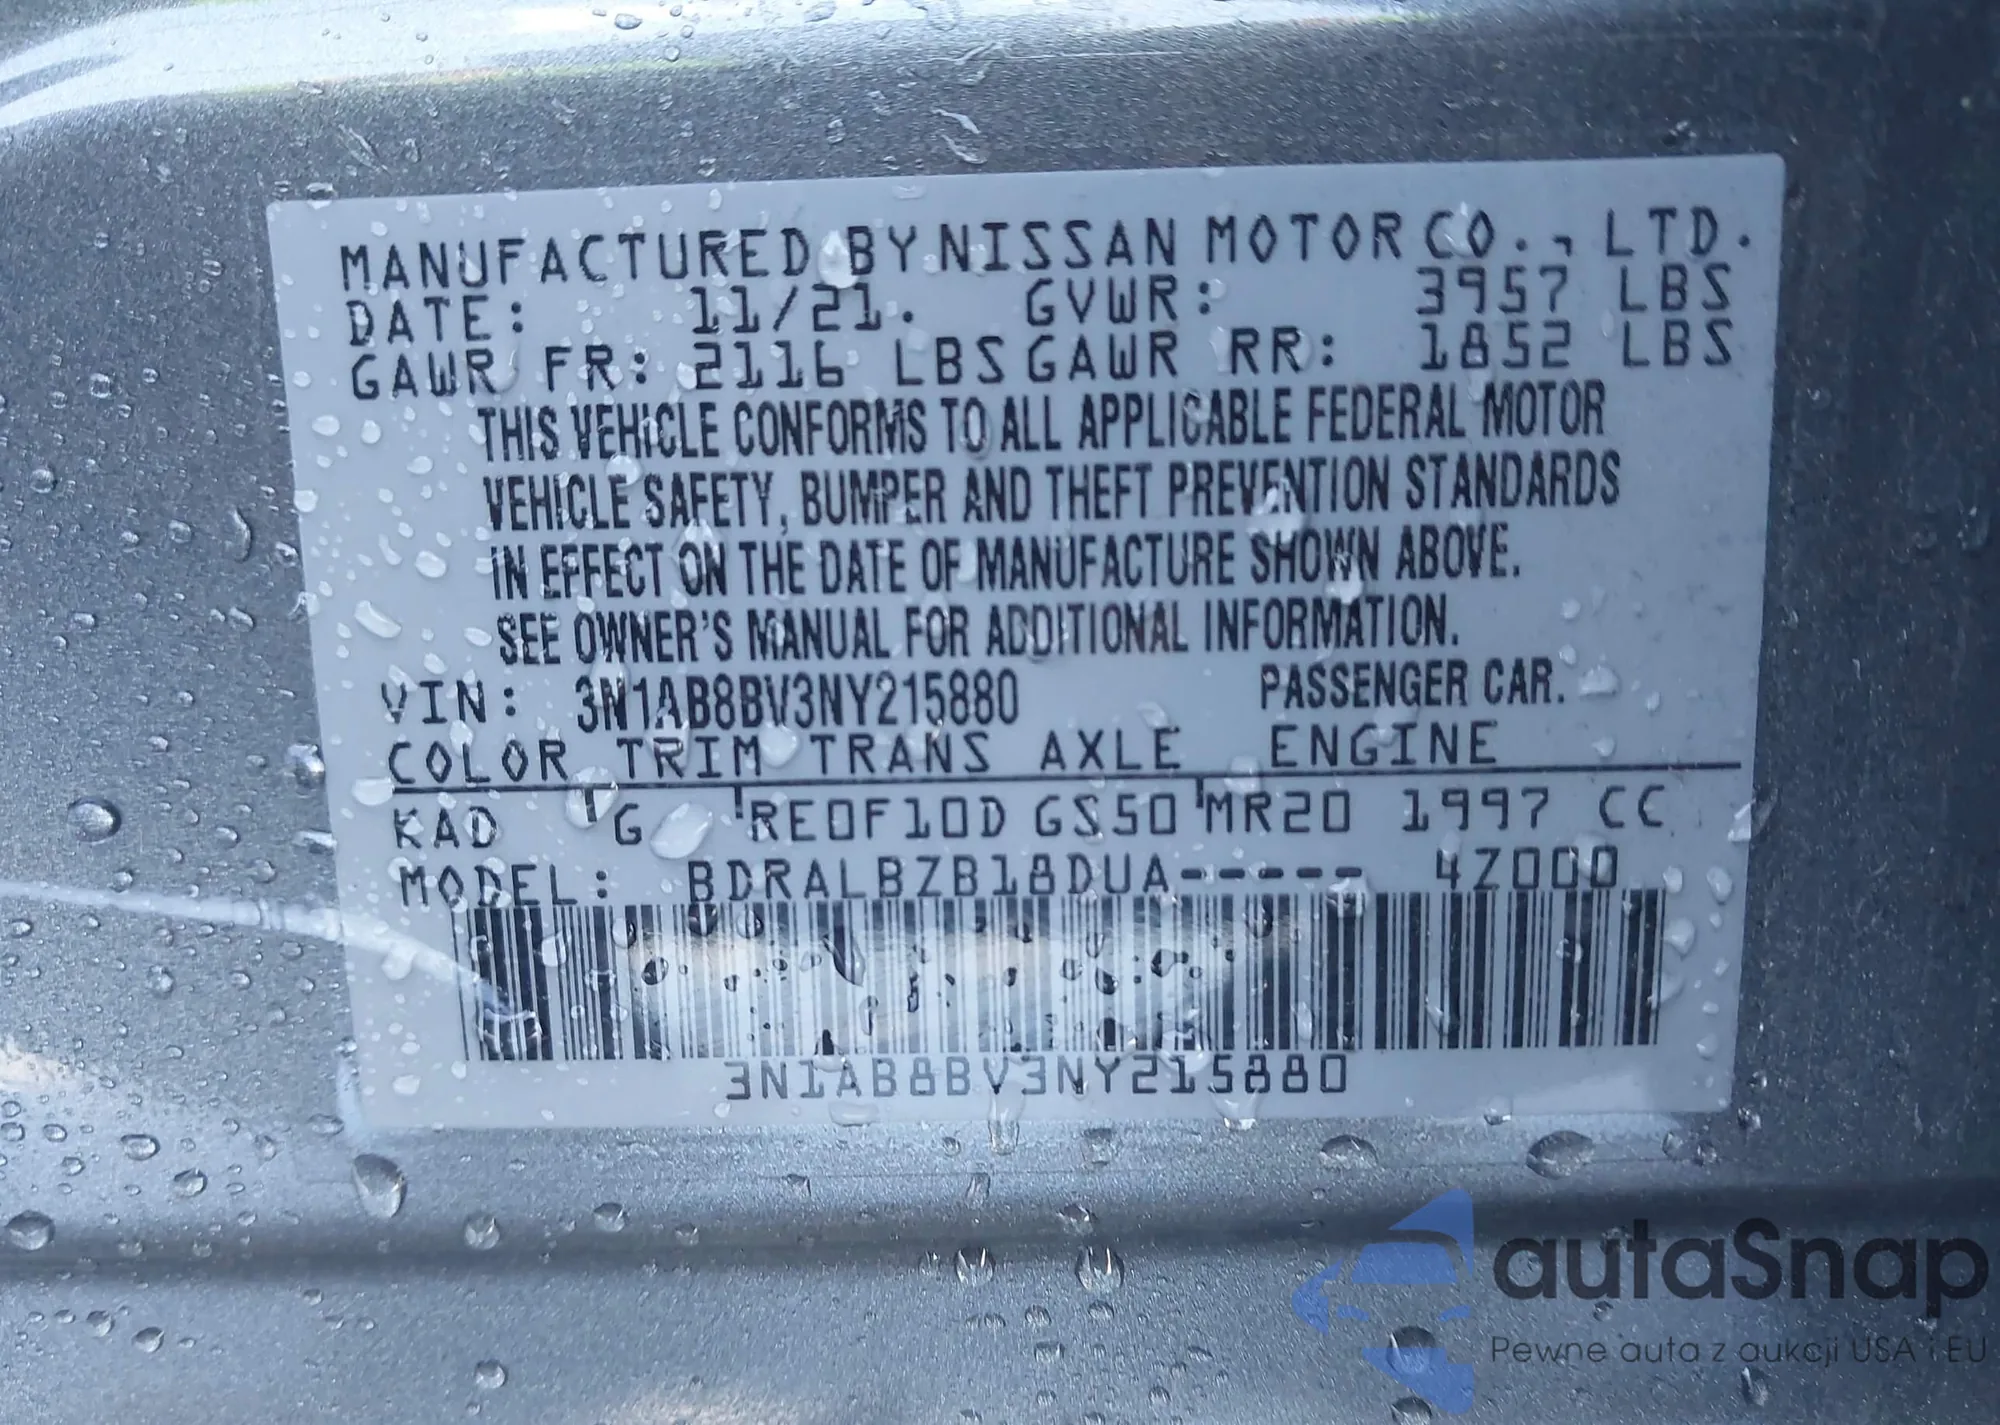 MANUFACTURED BY NISSAN MOTOR CO., LTD.
DATE: 11/21. GVWR: 3957 LBS
GAWR FR: 2116 LBS GAWR RR: 1852 LBS
THIS VEHICLE CONFORMS TO ALL APPLICABLE FEDERAL MOTOR
VEHICLE SAFETY, BUMPER AND THEFT PREVENTION STANDARDS
IN EFFECT ON THE DATE OF MANUFACTURE SHOWN ABOVE.
SEE OWNER'S MANUAL FOR ADDITIONAL INFORMATION.
VIN: 3N1AB8BV3NY215880 PASSENGER CAR.
COLOR TRIM TRANS AXLE ENGINE
KAD G RE0F10D GS50 MR20 1997 CC
MODEL: BDRALBZB18DUA----- 4Z000
3N1AB8BV3NY215880
autaSnap
Pewne auta z aukcji USA i EU